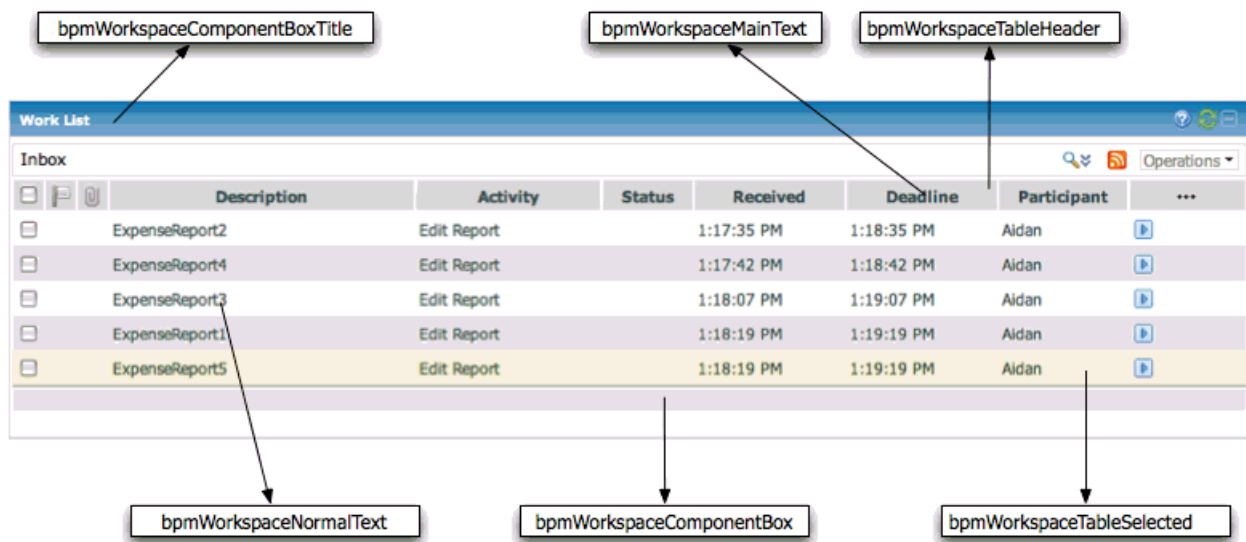 bpmWorkspaceComponentBoxTitle bpmWorkspaceMainText bpmWorkspaceTableHeader
Work List
Inbox Operations
Description Activity Status Received Deadline Participant ...
ExpenseReport2 Edit Report 1:17:35 PM 1:18:35 PM Aidan
ExpenseReport4 Edit Report 1:17:42 PM 1:18:42 PM Aidan
ExpenseReport3 Edit Report 1:18:07 PM 1:19:07 PM Aidan
ExpenseReport1 Edit Report 1:18:19 PM 1:19:19 PM Aidan
ExpenseReport5 Edit Report 1:18:19 PM 1:19:19 PM Aidan
bpmWorkspaceNormalText bpmWorkspaceComponentBox bpmWorkspaceTableSelected